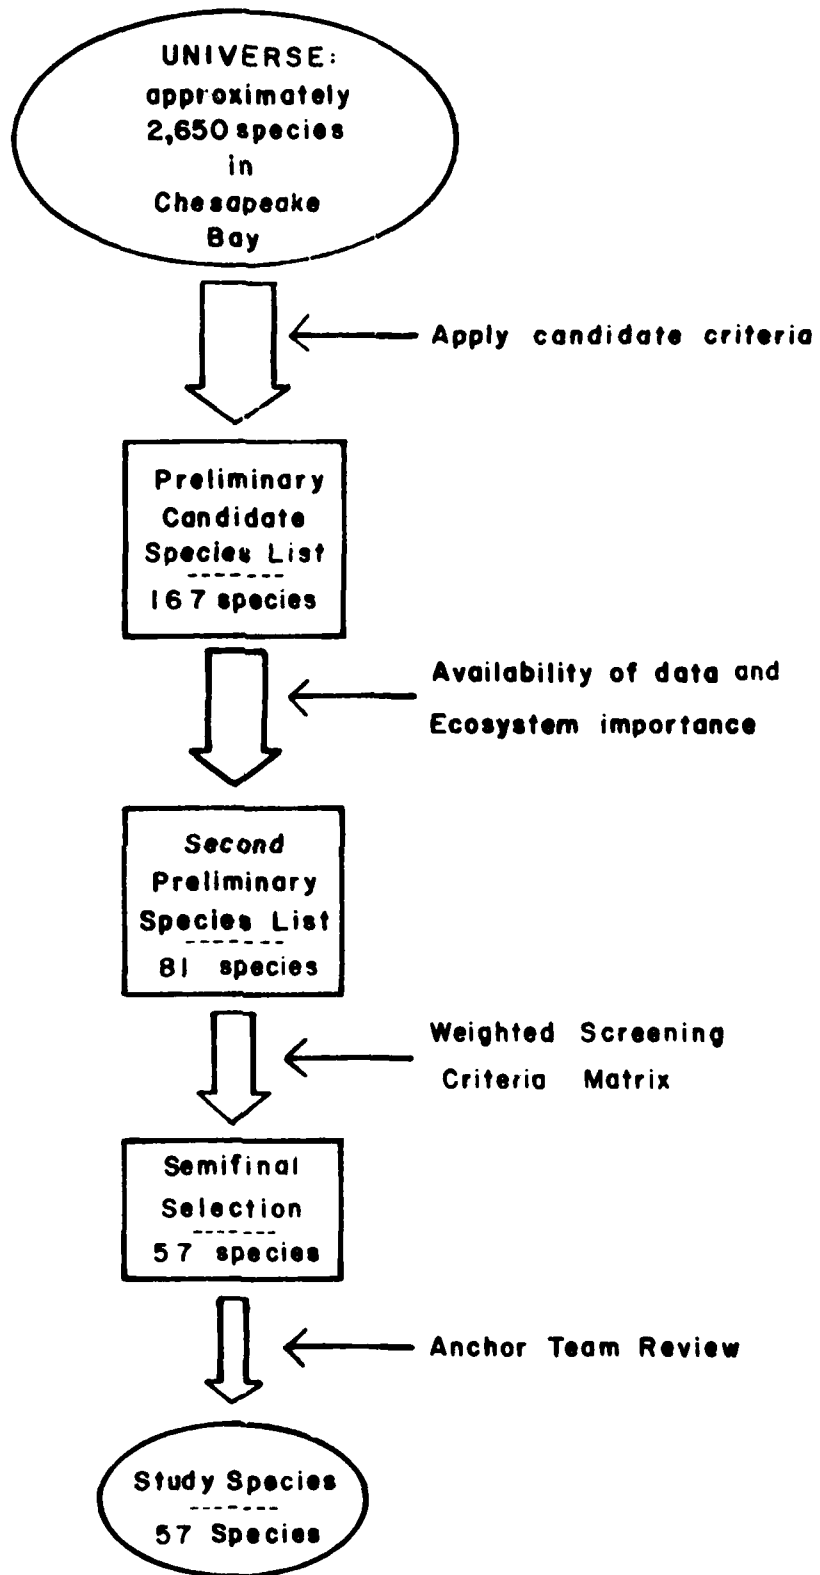 UNIVERSE:
approximately
2,650 species
in
Chesapeake
Bay
Apply candidate criteria
Preliminary
Candidate
Species List
167 species
Availability of data and
Ecosystem importance
Second
Preliminary
Species List
81 species
Weighted Screening
Criteria Matrix
Semifinal
Selection
57 species
Anchor Team Review
Study Species
57 Species